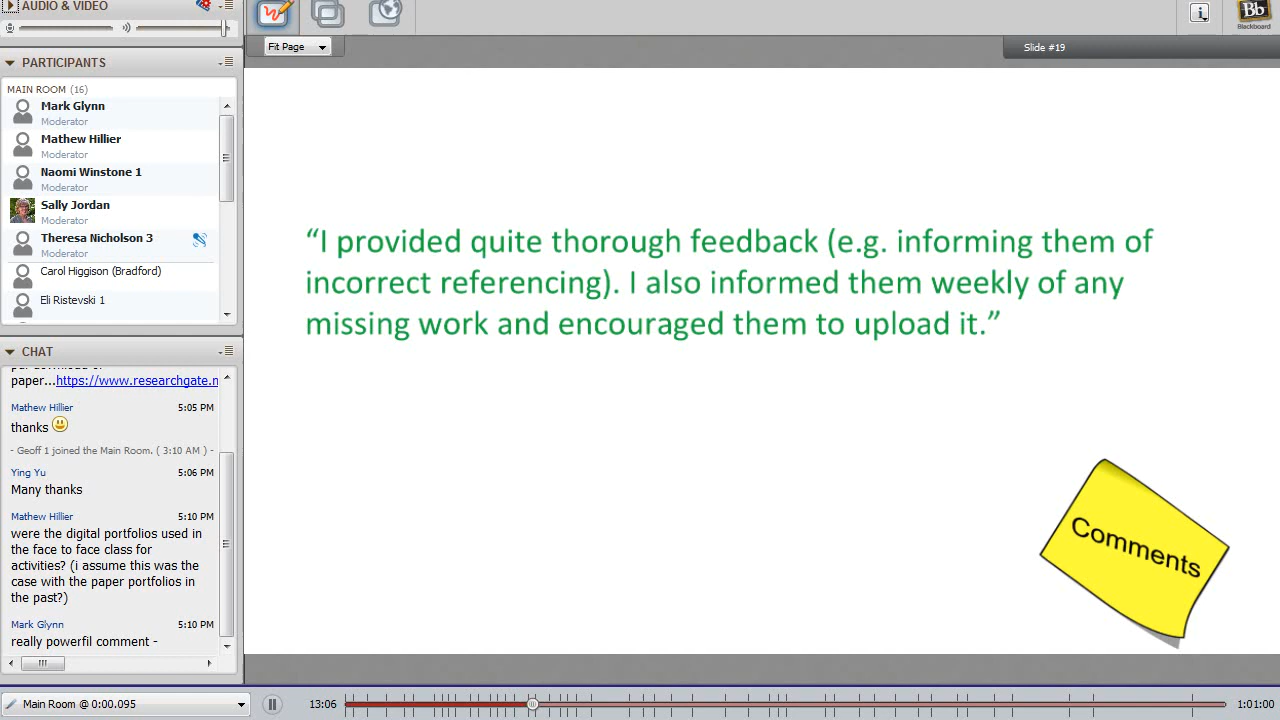 AUDIO & VIDEO
PARTICIPANTS
MAIN ROOM (16)
Mark Glynn
Moderator
Mathew Hillier
Moderator
Naomi Winstone 1
Moderator
Sally Jordan
Moderator
Theresa Nicholson 3
Moderator
Carol Higgison (Bradford)
Eli Ristevski 1
CHAT
paper...https://www.researchgate.n
Mathew Hillier 5:05 PM
thanks
- Geoff 1 joined the Main Room. ( 3:10 AM ) -
Ying Yu 5:06 PM
Many thanks
Mathew Hillier 5:10 PM
were the digital portfolios used in
the face to face class for
activities? (i assume this was the
case with the paper portfolios in
the past?)
Mark Glynn 5:10 PM
really powerfil comment -
Main Room @ 0:00.095
Fit Page
Slide #19
i
Bb
Blackboard
“I provided quite thorough feedback (e.g. informing them of
incorrect referencing). I also informed them weekly of any
missing work and encouraged them to upload it.”
Comments
13:06
1:01:00